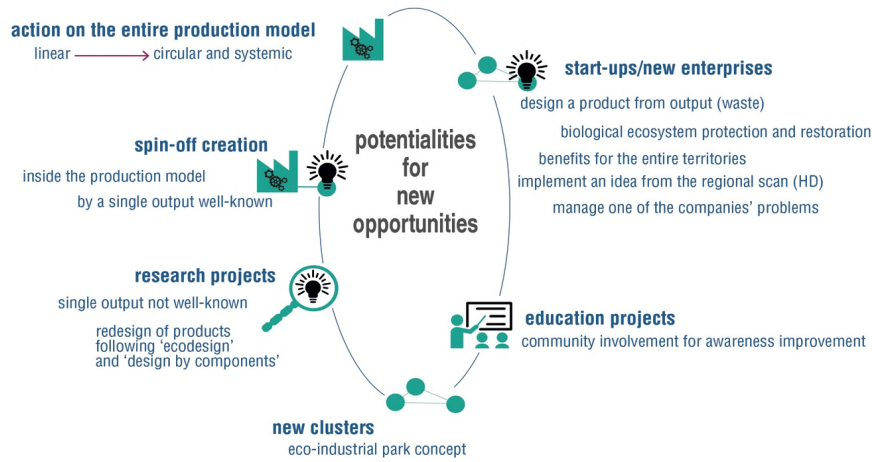 action on the entire production model
linear circular and systemic
start-ups/new enterprises
design a product from output (waste)
biological ecosystem protection and restoration
benefits for the entire territories
implement an idea from the regional scan (HD)
manage one of the companies’ problems
spin-off creation
inside the production model
by a single output well-known
potentialities
for
new
opportunities
research projects
single output not well-known
redesign of products
following ‘ecodesign’
and ‘design by components’
education projects
community involvement for awareness improvement
new clusters
eco-industrial park concept